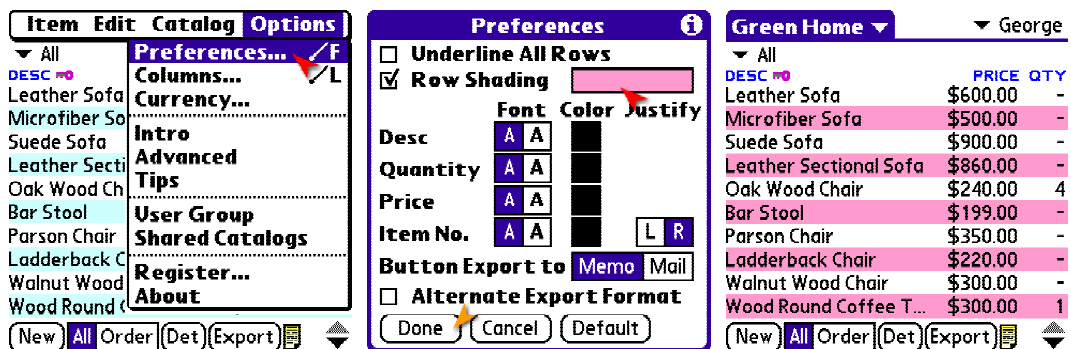 Item Edit Catalog Options
All
DESC
Leather Sofa
Microfiber So
Suede Sofa
Leather Secti
Oak Wood Ch
Bar Stool
Parson Chair
Ladderback C
Walnut Wood
Wood Round
Preferences... F
Columns... L
Currency...
Intro
Advanced
Tips
User Group
Shared Catalogs
Register...
About
New All Order Det Export
Preferences i
Underline All Rows
Row Shading
Font Color Justify
Desc A A
Quantity A A
Price A A
Item No. A A L R
Button Export to Memo Mail
Alternate Export Format
Done Cancel Default
Green Home George
All
DESC PRICE QTY
Leather Sofa $600.00 -
Microfiber Sofa $500.00 -
Suede Sofa $900.00 -
Leather Sectional Sofa $860.00 -
Oak Wood Chair $240.00 4
Bar Stool $199.00 -
Parson Chair $350.00 -
Ladderback Chair $220.00 -
Walnut Wood Chair $300.00 -
Wood Round Coffee T... $300.00 1
New All Order Det Export